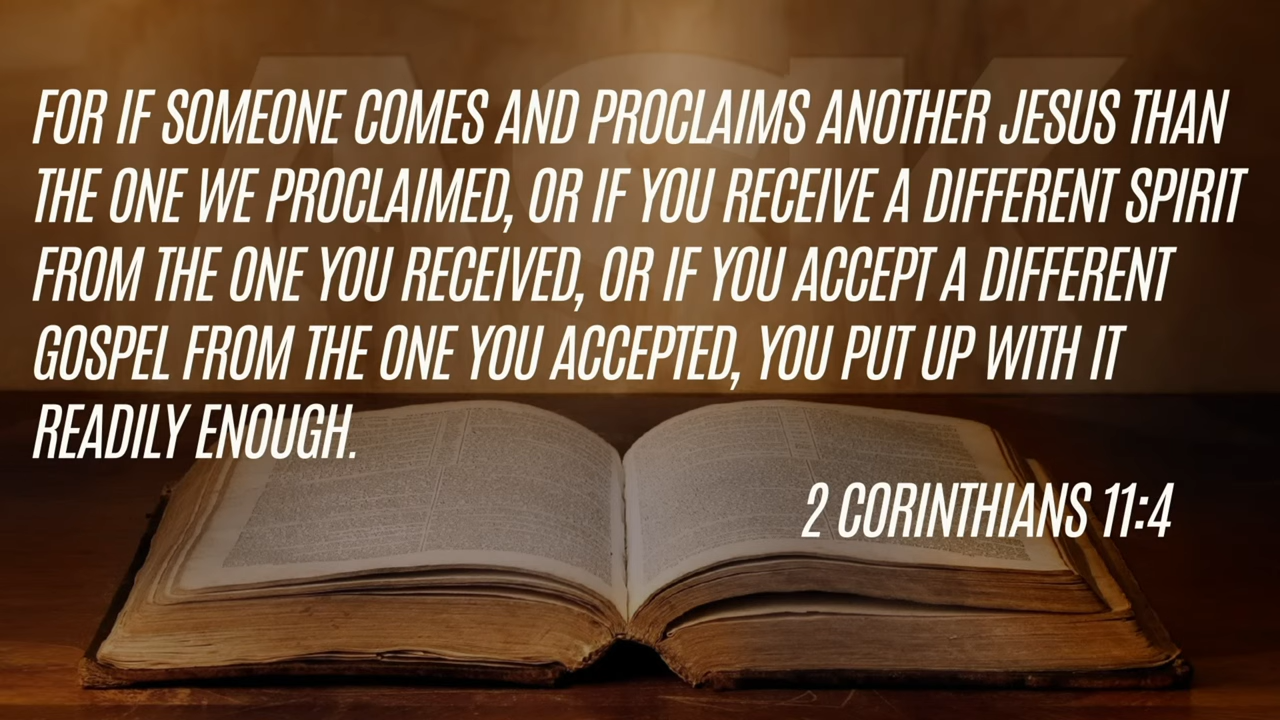 ASK
FOR IF SOMEONE COMES AND PROCLAIMS ANOTHER JESUS THAN
THE ONE WE PROCLAIMED, OR IF YOU RECEIVE A DIFFERENT SPIRIT
FROM THE ONE YOU RECEIVED, OR IF YOU ACCEPT A DIFFERENT
GOSPEL FROM THE ONE YOU ACCEPTED, YOU PUT UP WITH IT
READILY ENOUGH.
2 CORINTHIANS 11:4